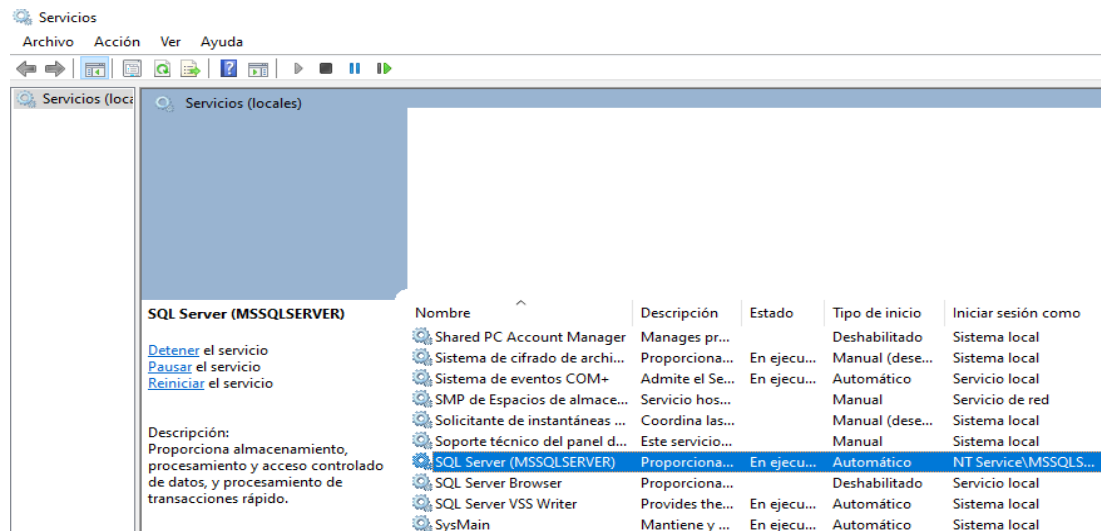 Servicios
Archivo Acción Ver Ayuda
Servicios (loca
Servicios (locales)
SQL Server (MSSQLSERVER)
Detener el servicio
Pausar el servicio
Reiniciar el servicio
Descripción:
Proporciona almacenamiento,
procesamiento y acceso controlado
de datos, y procesamiento de
transacciones rápido.
Nombre Descripción Estado Tipo de inicio Iniciar sesión como
Shared PC Account Manager Manages pr... Deshabilitado Sistema local
Sistema de cifrado de archi... Proporciona... En ejecu... Manual (dese... Sistema local
Sistema de eventos COM+ Admite el Se... En ejecu... Automático Servicio local
SMP de Espacios de almace... Servicio hos... Manual Servicio de red
Solicitante de instantáneas ... Coordina las... Manual (dese... Sistema local
Soporte técnico del panel d... Este servicio... Manual Sistema local
SQL Server (MSSQLSERVER) Proporciona... En ejecu... Automático NT Service\MSSQLS...
SQL Server Browser Proporciona... Deshabilitado Servicio local
SQL Server VSS Writer Provides the... En ejecu... Automático Sistema local
SysMain Mantiene y ... En ejecu... Automático Sistema local